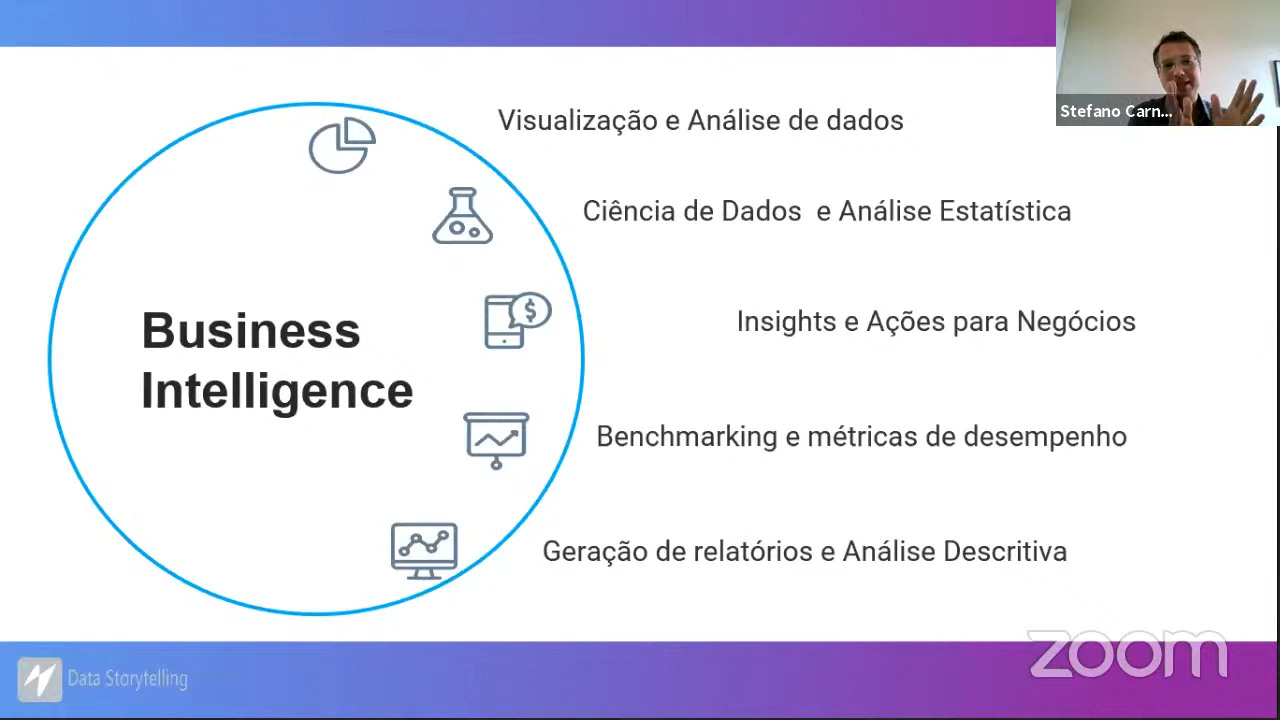 Stefano Carn...
Visualização e Análise de dados
Ciência de Dados e Análise Estatística
Insights e Ações para Negócios
Business
Intelligence
Benchmarking e métricas de desempenho
Geração de relatórios e Análise Descritiva
Data Storytelling
zoom